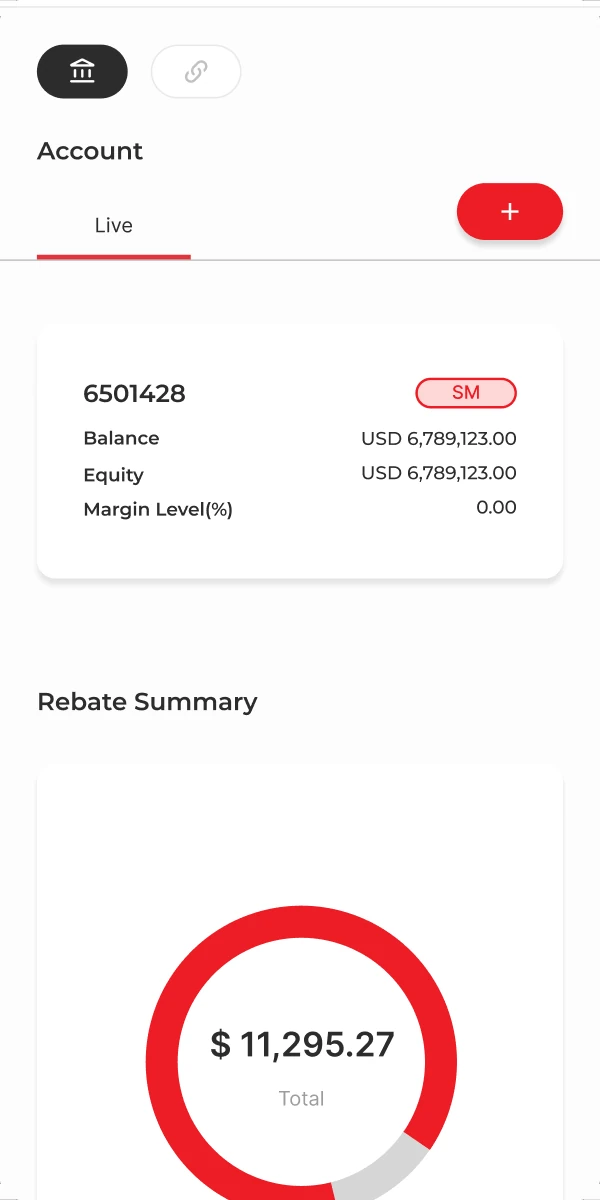 Account
Live
+
6501428 SM
Balance USD 6,789,123.00
Equity USD 6,789,123.00
Margin Level(%) 0.00
Rebate Summary
$ 11,295.27
Total